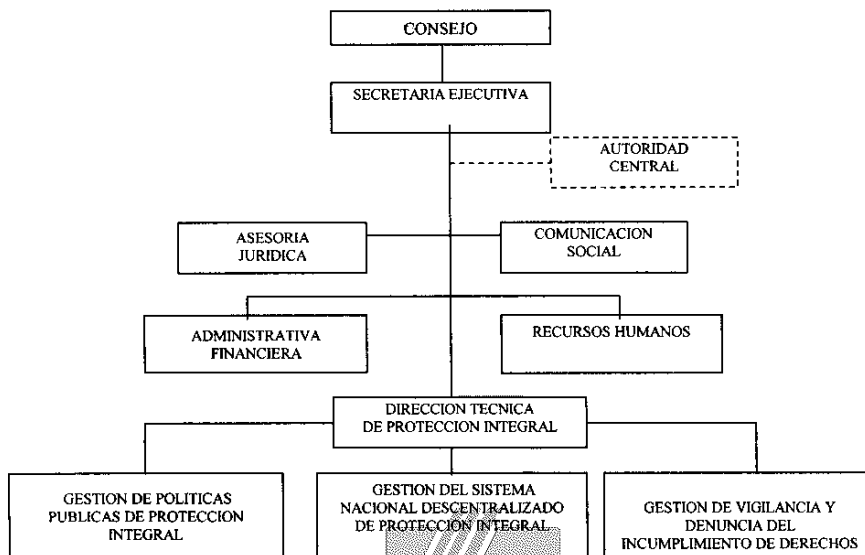 CONSEJO
SECRETARIA EJECUTIVA
AUTORIDAD
CENTRAL
ASESORIA
JURIDICA
COMUNICACION
SOCIAL
ADMINISTRATIVA
FINANCIERA
RECURSOS HUMANOS
DIRECCION TECNICA
DE PROTECCION INTEGRAL
GESTION DE POLITICAS
PUBLICAS DE PROTECCION
INTEGRAL
GESTION DEL SISTEMA
NACIONAL DESCENTRALIZADO
DE PROTECCION INTEGRAL
GESTION DE VIGILANCIA Y
DENUNCIA DEL
INCUMPLIMIENTO DE DERECHOS